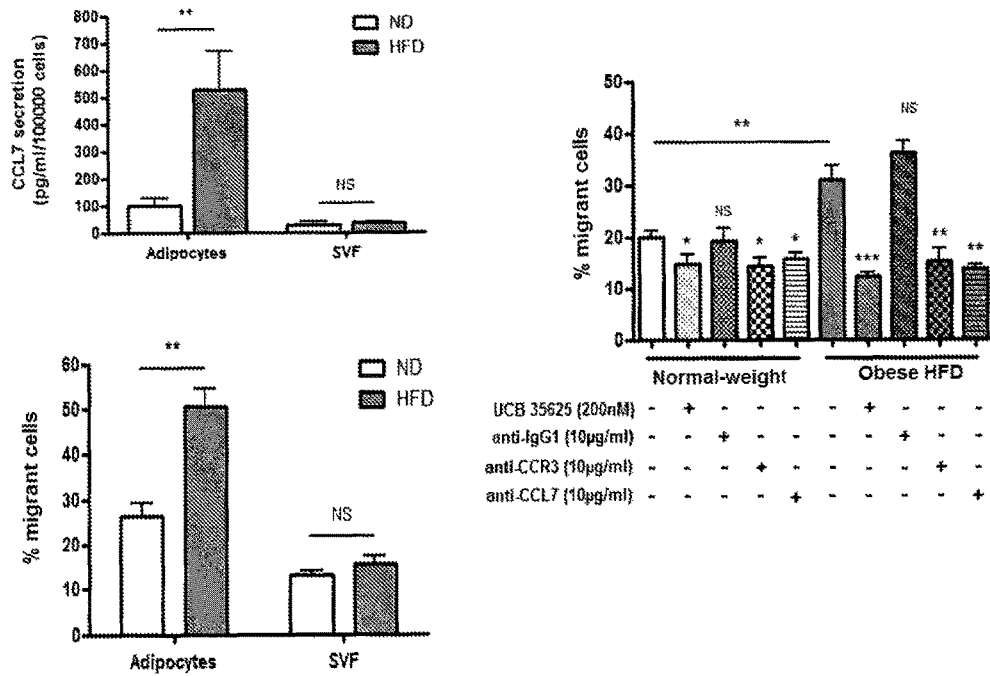 800
700
600
500
400
300
200
100
0
CCL7 secretion
(pg/ml/100000 cells)
**
NS
ND
HFD
Adipocytes
SVF
60
50
40
30
20
10
0
% migrant cells
**
NS
ND
HFD
Adipocytes
SVF
50
40
30
20
10
0
% migrant cells
**
*
NS
*
*
***
NS
**
**
Normal-weight
Obese HFD
UCB 35625 (200nM) - + - - - - + - - -
anti-IgG1 (10µg/ml) - - + - - - - + - -
anti-CCR3 (10µg/ml) - - - + - - - - + -
anti-CCL7 (10µg/ml) - - - - + - - - - +